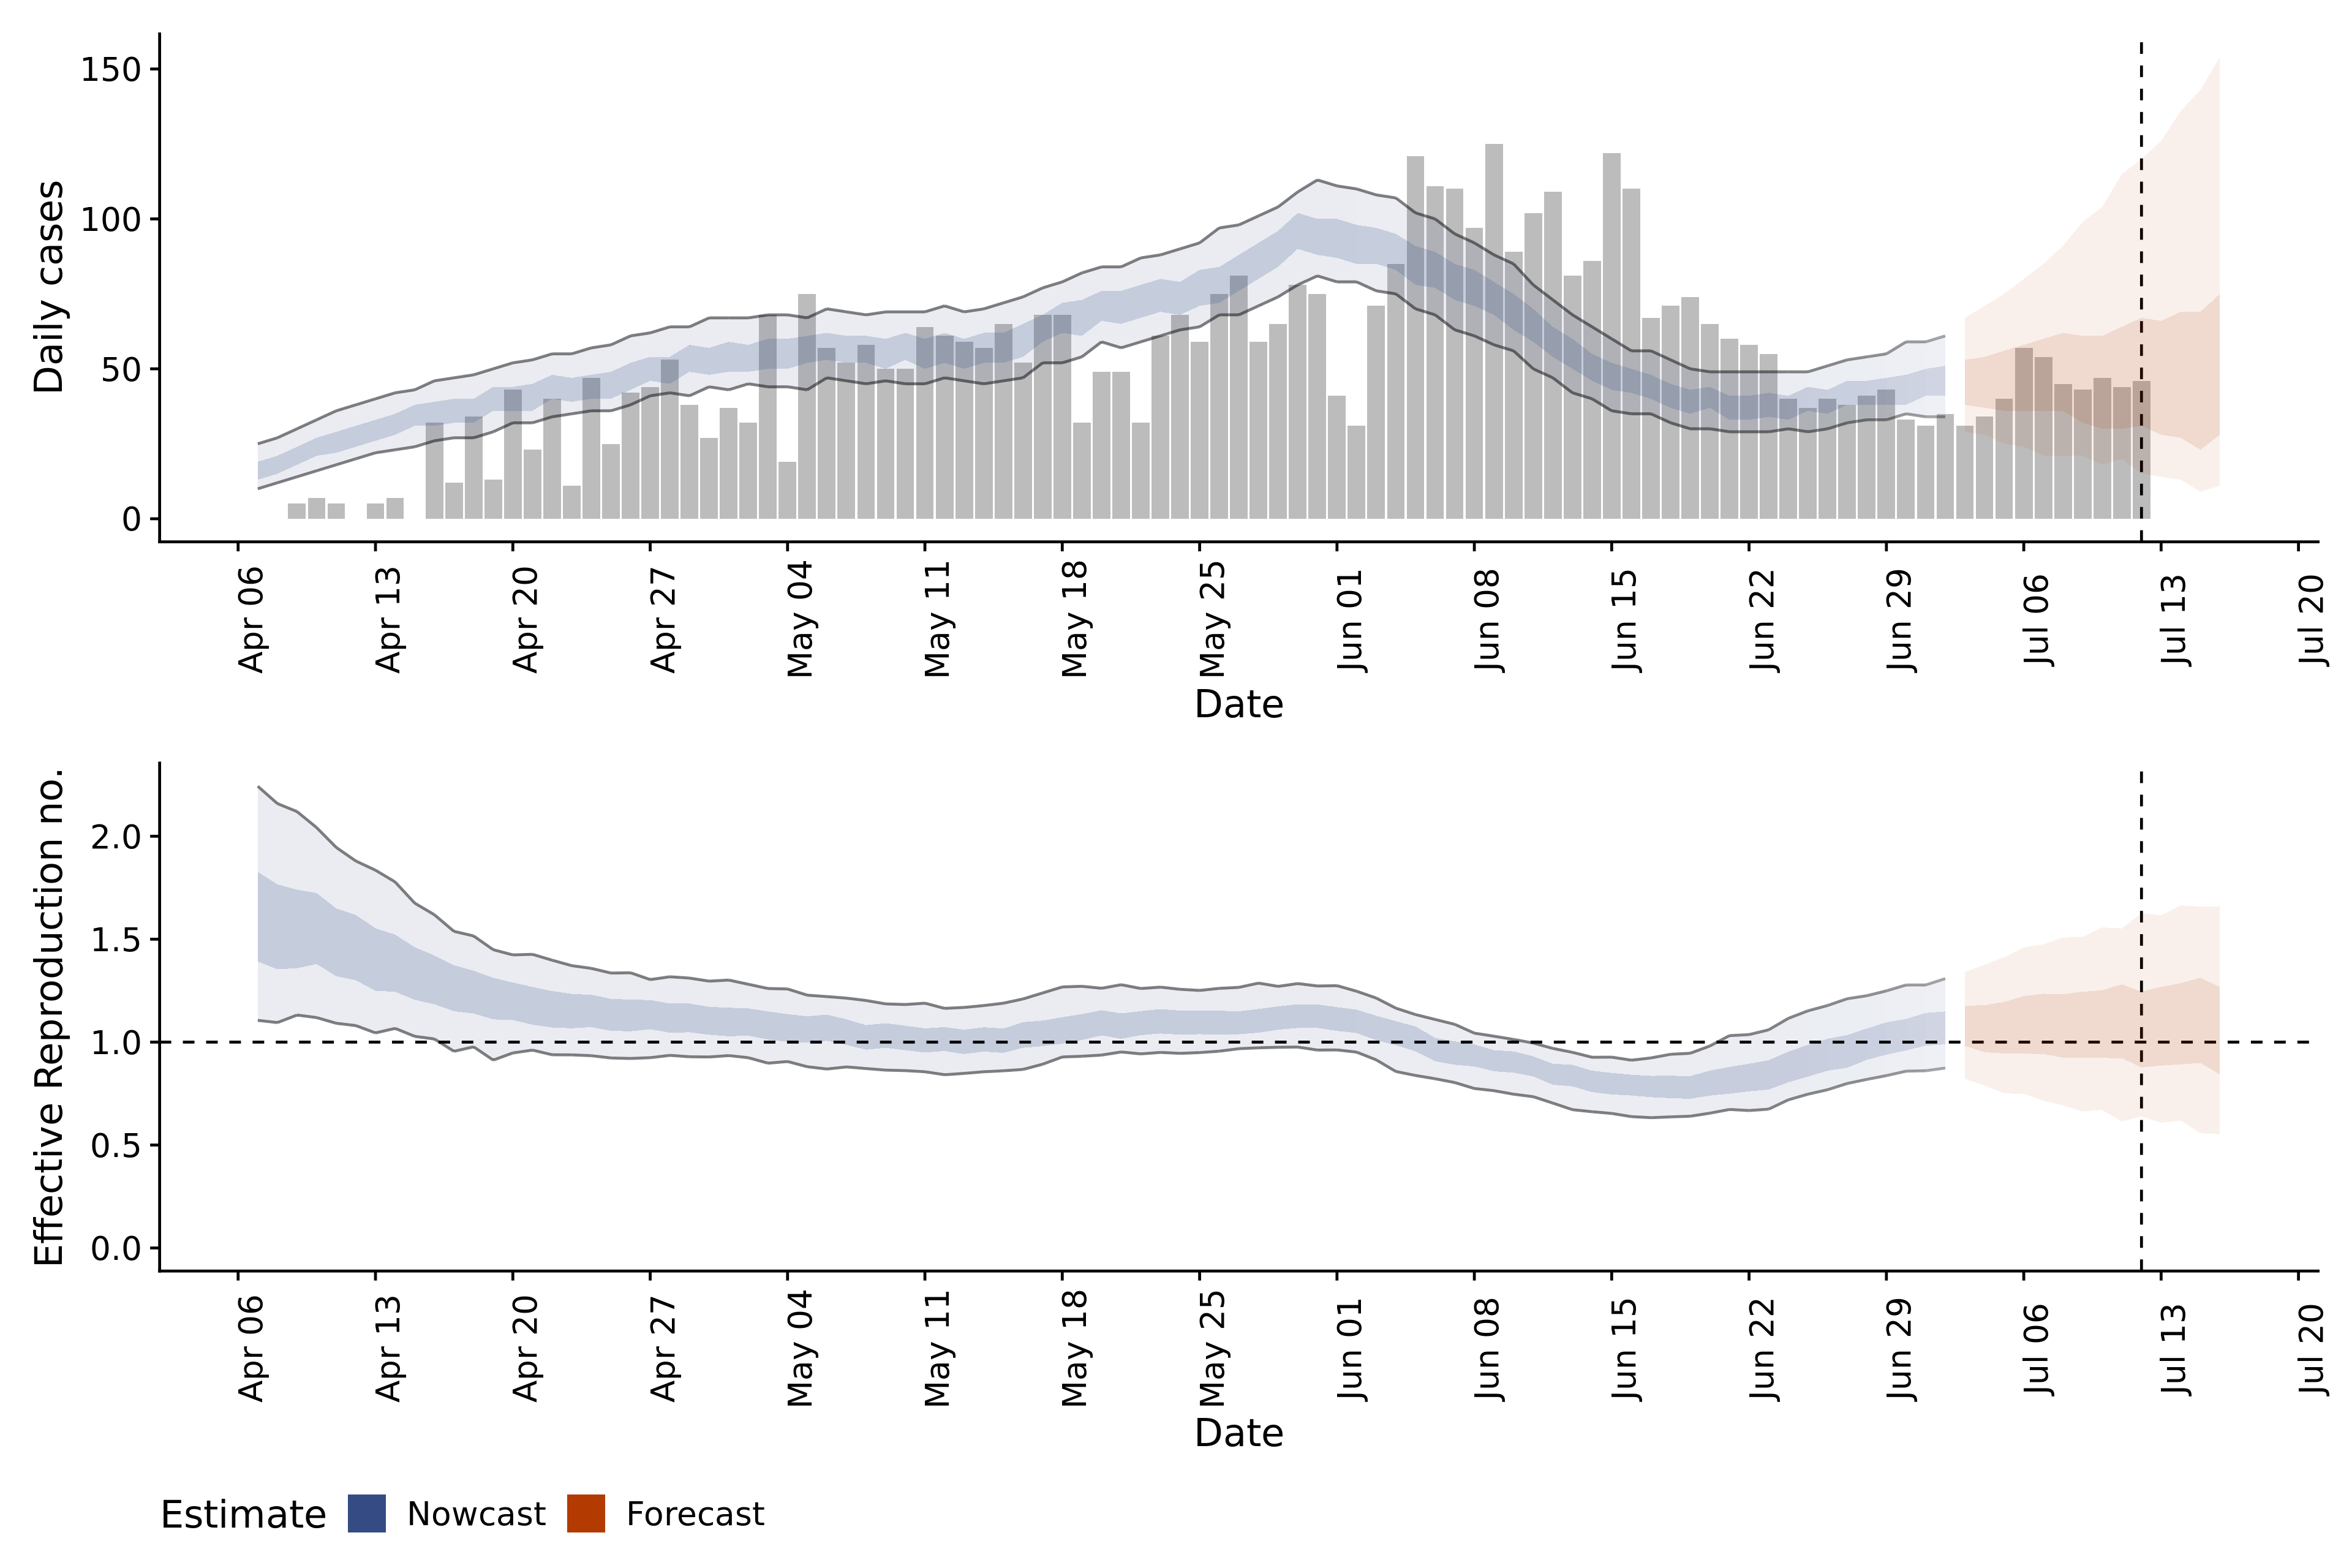 Daily cases
150
100
50
0
Apr 06 Apr 13 Apr 20 Apr 27 May 04 May 11 May 18 May 25 Jun 01 Jun 08 Jun 15 Jun 22 Jun 29 Jul 06 Jul 13 Jul 20
Date
Effective Reproduction no.
2.0
1.5
1.0
0.5
0.0
Apr 06 Apr 13 Apr 20 Apr 27 May 04 May 11 May 18 May 25 Jun 01 Jun 08 Jun 15 Jun 22 Jun 29 Jul 06 Jul 13 Jul 20
Date
Estimate Nowcast Forecast